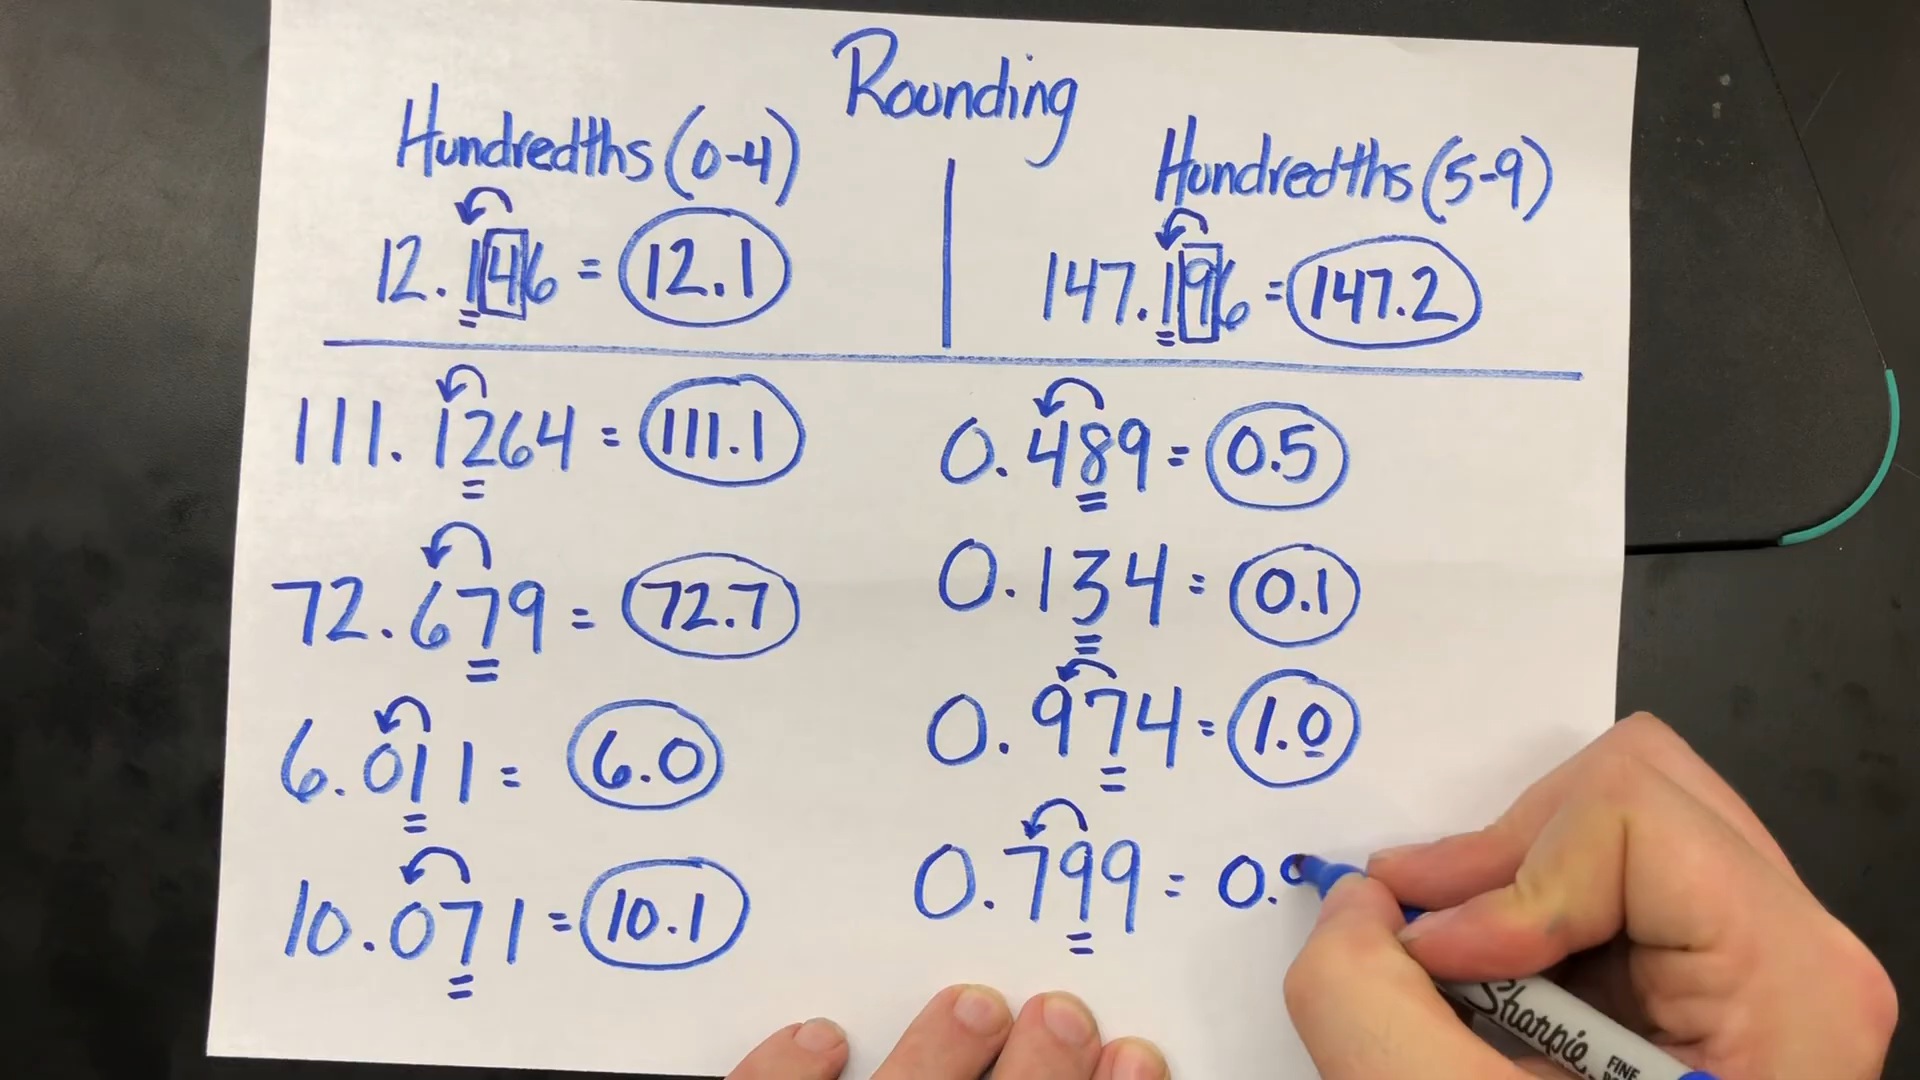 Rounding
Hundredths (0-4)
12.146 = 12.1
Hundredths (5-9)
147.196 = 147.2
111.1264 = 111.1
72.679 = 72.7
6.011 = 6.0
10.071 = 10.1
0.489 = 0.5
0.134 = 0.1
0.974 = 1.0
0.799 = 0.
Sharpie
FINE